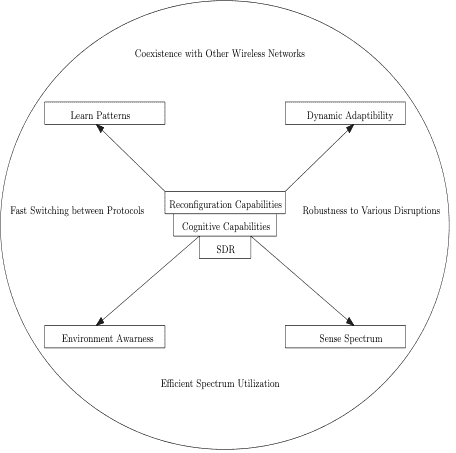 Coexistence with Other Wireless Networks
Learn Patterns
Dynamic Adaptibility
Reconfiguration Capabilities
Fast Switching between Protocols
Robustness to Various Disruptions
Cognitive Capabilities
SDR
Environment Awarness
Sense Spectrum
Efficient Spectrum Utilization